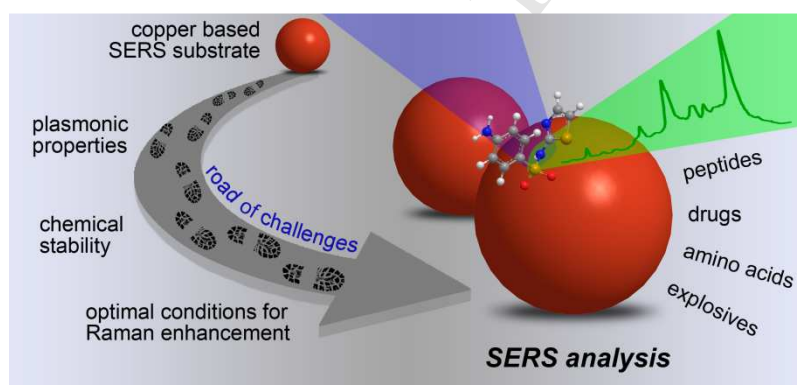 copper based
SERS substrate
plasmonic
properties
road of challenges
chemical
stability
optimal conditions for
Raman enhancement
peptides
drugs
amino acids
explosives
SERS analysis